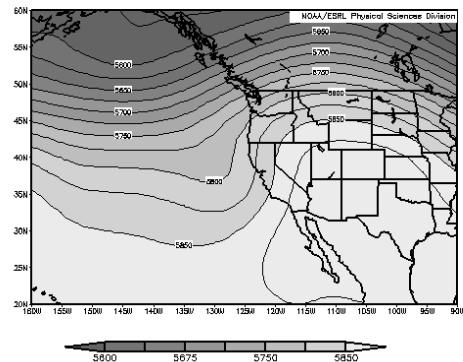 NOAA/ESRL Physical Sciences Division
60N
55N
50N
45N
40N
35N
30N
25N
20N
5600
5650
5700
5750
5800
5850
5650
5700
5750
5800
5850
160W
155W
150W
145W
140W
135W
130W
125W
120W
115W
110W
105W
100W
95W
90W
5600
5675
5750
5850